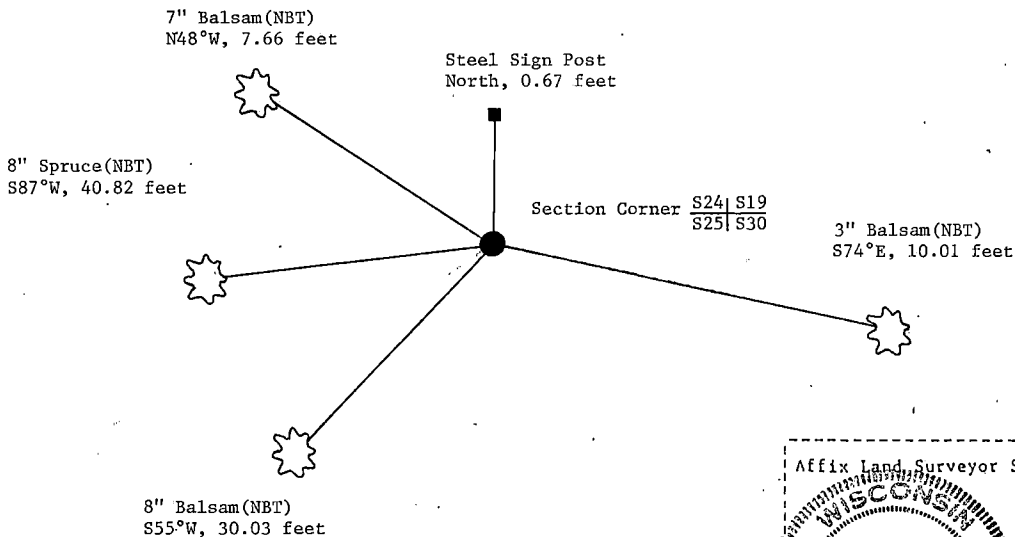 7" Balsam(NBT)
N48°W, 7.66 feet
Steel Sign Post
North, 0.67 feet
8" Spruce(NBT)
S87°W, 40.82 feet
Section Corner S24| S19
S25| S30
3" Balsam(NBT)
S74°E, 10.01 feet
8" Balsam(NBT)
S55°W, 30.03 feet
Affix Land Surveyor S
WISCONSIN